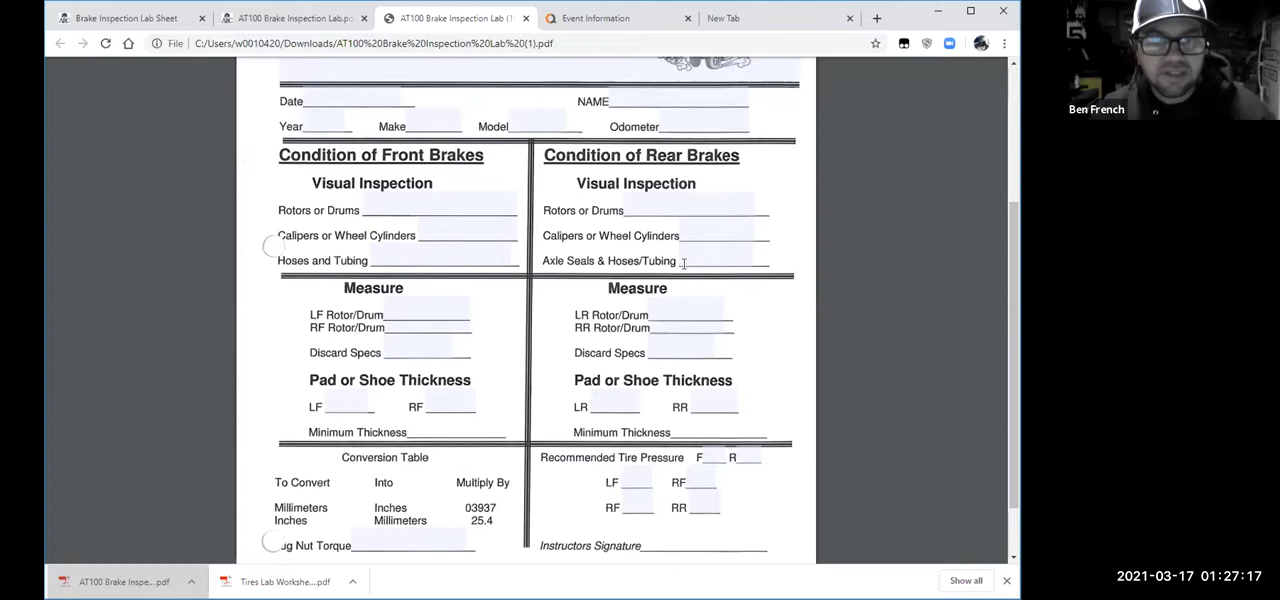 Brake Inspection Lab Sheet
AT100 Brake Inspection Lab.p
AT100 Brake Inspection Lab (1
Event Information
New Tab
File
C:/Users/w0010420/Downloads/AT100%20Brake%20Inspection%20Lab%20(1).pdf
Ben French
Date NAME
Year Make Model Odometer
Condition of Front Brakes
Visual Inspection
Rotors or Drums
Calipers or Wheel Cylinders
Hoses and Tubing
Condition of Rear Brakes
Visual Inspection
Rotors or Drums
Calipers or Wheel Cylinders
Axle Seals & Hoses/Tubing
Measure
LF Rotor/Drum
RF Rotor/Drum
Discard Specs
Pad or Shoe Thickness
LF RF
Minimum Thickness
Measure
LR Rotor/Drum
RR Rotor/Drum
Discard Specs
Pad or Shoe Thickness
LR RR
Minimum Thickness
Conversion Table
To Convert Into Multiply By
Millimeters Inches 03937
Inches Millimeters 25.4
ug Nut Torque
Recommended Tire Pressure F R
LF RF
RF RR
Instructors Signature
AT100 Brake Inspe....pdf
Tires Lab Workshe....pdf
Show all
2021-03-17 01:27:17